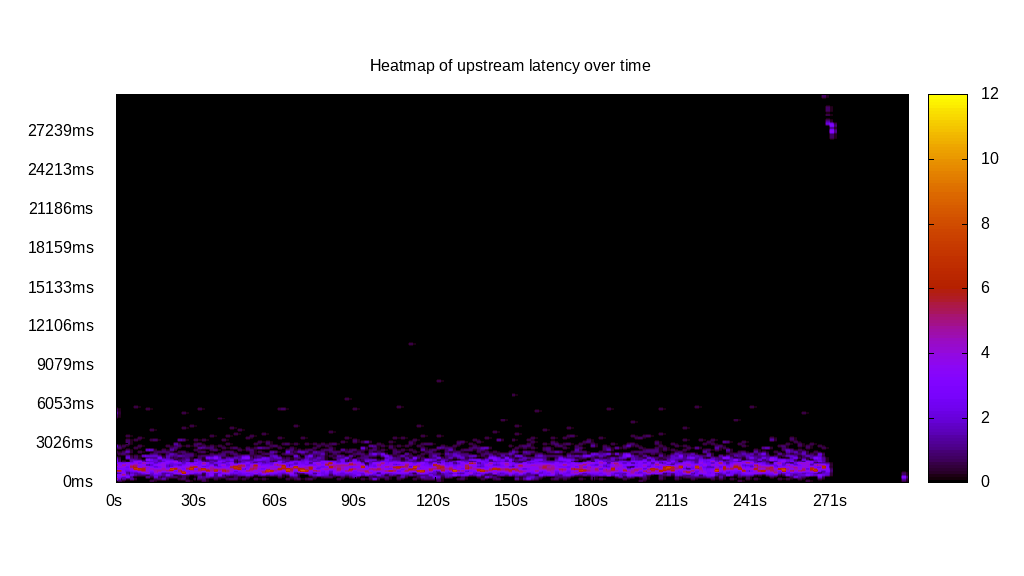 Heatmap of upstream latency over time
27239ms
24213ms
21186ms
18159ms
15133ms
12106ms
9079ms
6053ms
3026ms
0ms
0s 30s 60s 90s 120s 150s 180s 211s 241s 271s
12
10
8
6
4
2
0